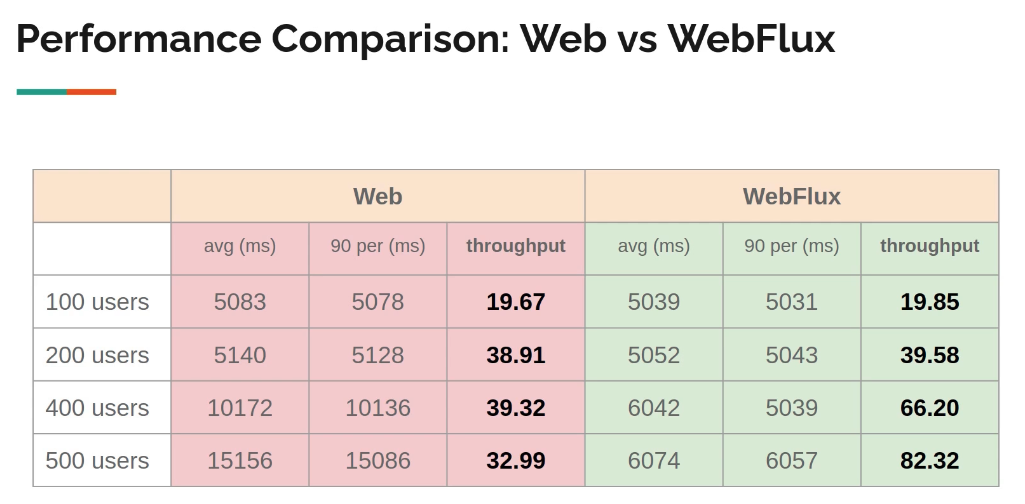 Performance Comparison: Web vs WebFlux
Web WebFlux
avg (ms) 90 per (ms) throughput avg (ms) 90 per (ms) throughput
100 users 5083 5078 19.67 5039 5031 19.85
200 users 5140 5128 38.91 5052 5043 39.58
400 users 10172 10136 39.32 6042 5039 66.20
500 users 15156 15086 32.99 6074 6057 82.32